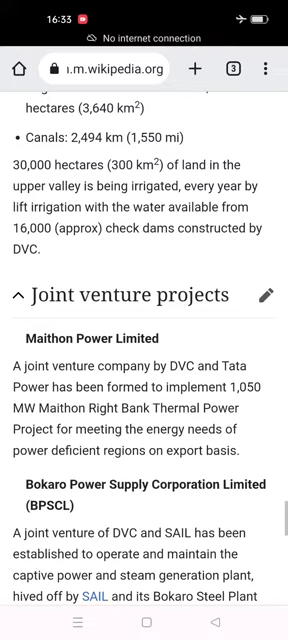 16:33
No internet connection
ı.m.wikipedia.org
3
hectares (3,640 km²)
• Canals: 2,494 km (1,550 mi)
30,000 hectares (300 km²) of land in the
upper valley is being irrigated, every year by
lift irrigation with the water available from
16,000 (approx) check dams constructed by
DVC.
Joint venture projects
Maithon Power Limited
A joint venture company by DVC and Tata
Power has been formed to implement 1,050
MW Maithon Right Bank Thermal Power
Project for meeting the energy needs of
power deficient regions on export basis.
Bokaro Power Supply Corporation Limited
(BPSCL)
A joint venture of DVC and SAIL has been
established to operate and maintain the
captive power and steam generation plant,
hived off by SAIL and its Bokaro Steel Plant